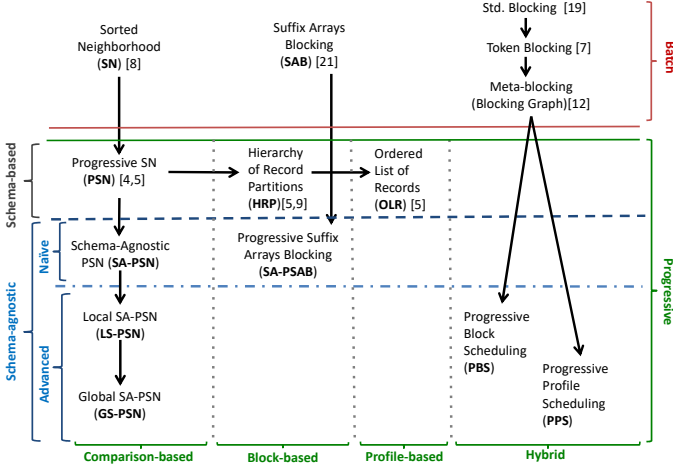 Std. Blocking [19]
Sorted
Neighborhood
(SN) [8]
Suffix Arrays
Blocking
(SAB) [21]
Token Blocking [7]
Meta-blocking
(Blocking Graph)[12]
Batch
Schema-based
Progressive SN
(PSN) [4,5]
Hierarchy
of Record
Partitions
(HRP)[5,9]
Ordered
List of
Records
(OLR) [5]
Schema-agnostic
Naïve
Schema-Agnostic
PSN (SA-PSN)
Progressive Suffix
Arrays Blocking
(SA-PSAB)
Progressive
Advanced
Local SA-PSN
(LS-PSN)
Global SA-PSN
(GS-PSN)
Progressive
Block
Scheduling
(PBS)
Progressive
Profile
Scheduling
(PPS)
Comparison-based
Block-based
Profile-based
Hybrid